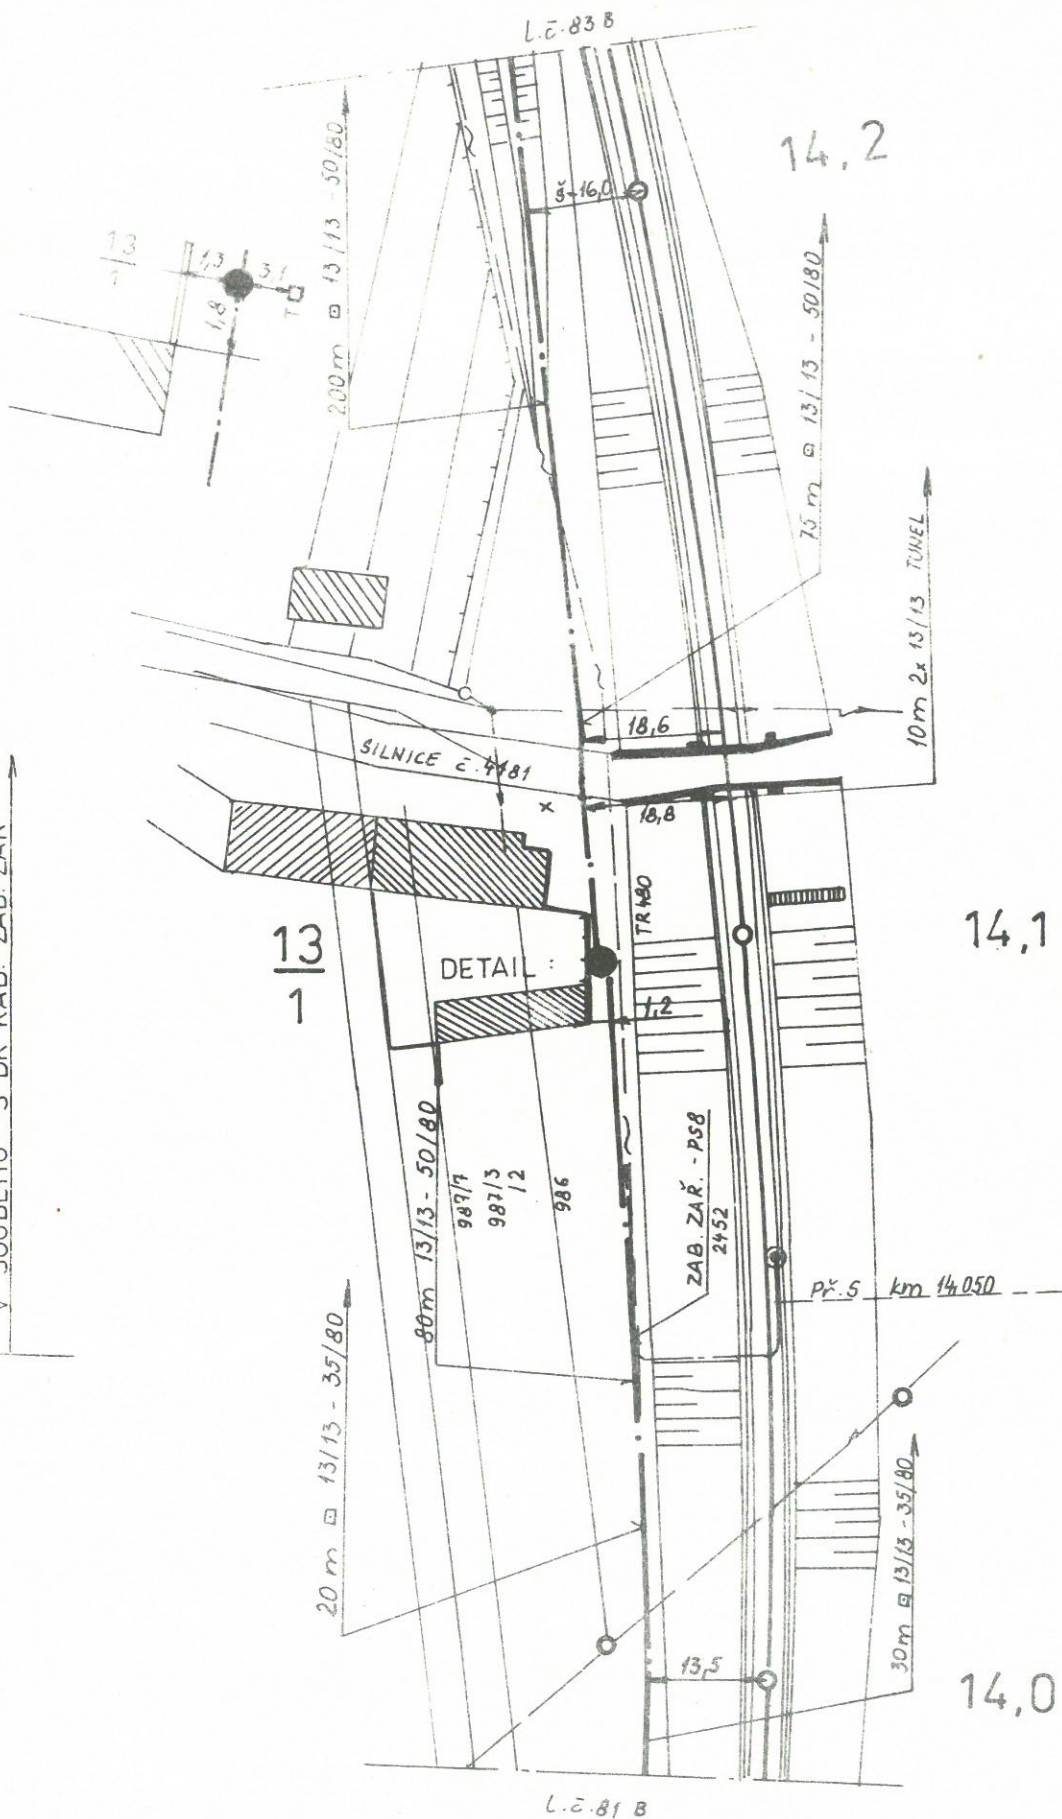 L.č. 83 B
14,2
š-16,0
200m ⊡ 13/13 - 50/80
13
1
1,3
3,1
1,8
T
75 m ⊡ 13/13 - 50/80
10m 2x 13/13 TUNEL
18,6
SILNICE č. 4181
x
18,8
TR 480
14,1
13
1
DETAIL :
1,2
80m 13/13 - 50/80
987/7
987/3
12
986
ZAB. ZAŘ. - PS8
2452
Př. S km 14,050
20 m ⊡ 13/13 - 35/80
30m ⊡ 13/13 - 35/80
13,5
14,0
L.č. 81 B